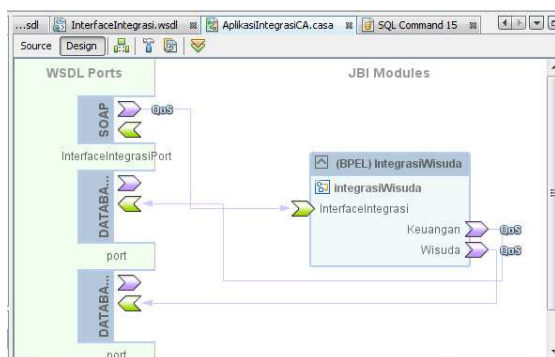 ...sdl InterfaceIntegrasi.wsdl AplikasiIntegrasiCA.casa SQL Command 15
Source Design
WSDL Ports JBI Modules
SOAP
QoS
InterfaceIntegrasiPort
DATABA...
port
DATABA...
port
(BPEL) IntegrasiWisuda
integrasiWisuda
InterfaceIntegrasi
Keuangan QoS
Wisuda QoS